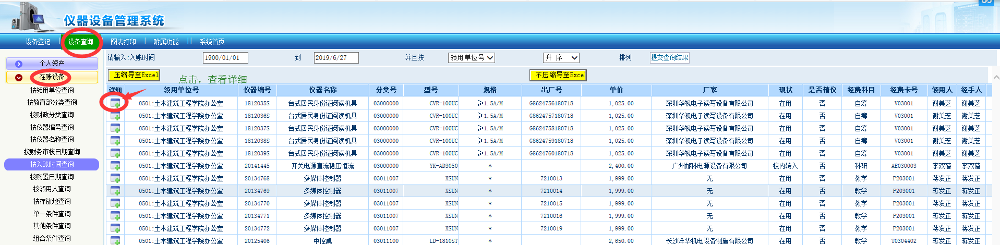 仪器设备管理系统
设备登记 | 设备查询 | 图表打印 | 附属功能 || 系统首页
个人资产
在账设备
按领用单位查询
按教育部分类查询
按财政分类查询
按仪器编号查询
按仪器名称查询
按财务审核日期查询
按入账时间查询
按购置日期查询
按领用人查询
按存放地查询
单一条件查询
其他条件查询
组合条件查询
请输入:入账时间 1900/01/01 到 2019/6/27 并且按 领用单位号 升 序 排列 提交查询结果
压缩导至Excel 不压缩导至Excel
点击，查看详细
详细 领用单位号 仪器编号 仪器名称 分类号 型号 规格 出厂号 单价 厂家 现状 是否精仪 经费科目 经费卡号 领用人 经手人
0501:土木建筑工程学院办公室 1812035S 台式居民身份证阅读机具 03000000 CVR-100UC ≥1.5A/M G8624756180718 1,025.00 深圳华视电子读写设备有限公司 在用 否 自筹 V03001 谢美芝 谢美芝
0501:土木建筑工程学院办公室 1812036S 台式居民身份证阅读机具 03000000 CVR-100UC ≥1.5A/M G8624757180718 1,025.00 深圳华视电子读写设备有限公司 在用 否 自筹 V03001 谢美芝 谢美芝
0501:土木建筑工程学院办公室 1812037S 台式居民身份证阅读机具 03000000 CVR-100UC ≥1.5A/M G8624758180718 1,025.00 深圳华视电子读写设备有限公司 在用 否 自筹 V03001 谢美芝 谢美芝
0501:土木建筑工程学院办公室 1812038S 台式居民身份证阅读机具 03000000 CVR-100UC ≥1.5A/M G8624759180718 1,025.00 深圳华视电子读写设备有限公司 在用 否 自筹 V03001 谢美芝 谢美芝
0501:土木建筑工程学院办公室 1812039S 台式居民身份证阅读机具 03000000 CVR-100UC ≥1.5A/M G8624760180718 1,025.00 深圳华视电子读写设备有限公司 在用 否 自筹 V03001 谢美芝 谢美芝
0501:土木建筑工程学院办公室 20141445 开关电源直流稳压恒流 03000000 YK-AD3050 * 2,400.00 广州邮科电源设备有限公司 校内转入 否 科研 AE030003 李双蓓 李双蓓
0501:土木建筑工程学院办公室 20134768 多媒体控制器 03011007 XSUN * 7210013 1,999.00 无 在用 否 教学 P203001 蒋发正 蒋发正
0501:土木建筑工程学院办公室 20134769 多媒体控制器 03011007 XSUN * 7210014 1,999.00 无 在用 否 教学 P203001 蒋发正 蒋发正
0501:土木建筑工程学院办公室 20134770 多媒体控制器 03011007 XSUN * 7210015 1,999.00 无 在用 否 教学 P203001 蒋发正 蒋发正
0501:土木建筑工程学院办公室 20134771 多媒体控制器 03011007 XSUN * 7210016 1,999.00 无 在用 否 教学 P203001 蒋发正 蒋发正
0501:土木建筑工程学院办公室 20134772 多媒体控制器 03011007 XSUN * 7210019 1,999.00 无 在用 否 教学 P203001 蒋发正 蒋发正
0501:土木建筑工程学院办公室 20125406 中控桌 03011100 LD-1810ST * 2,650.00 长沙洋华机电设备制造有限公司 在用 否 教学 T0304402 蒋发正 蒋发正